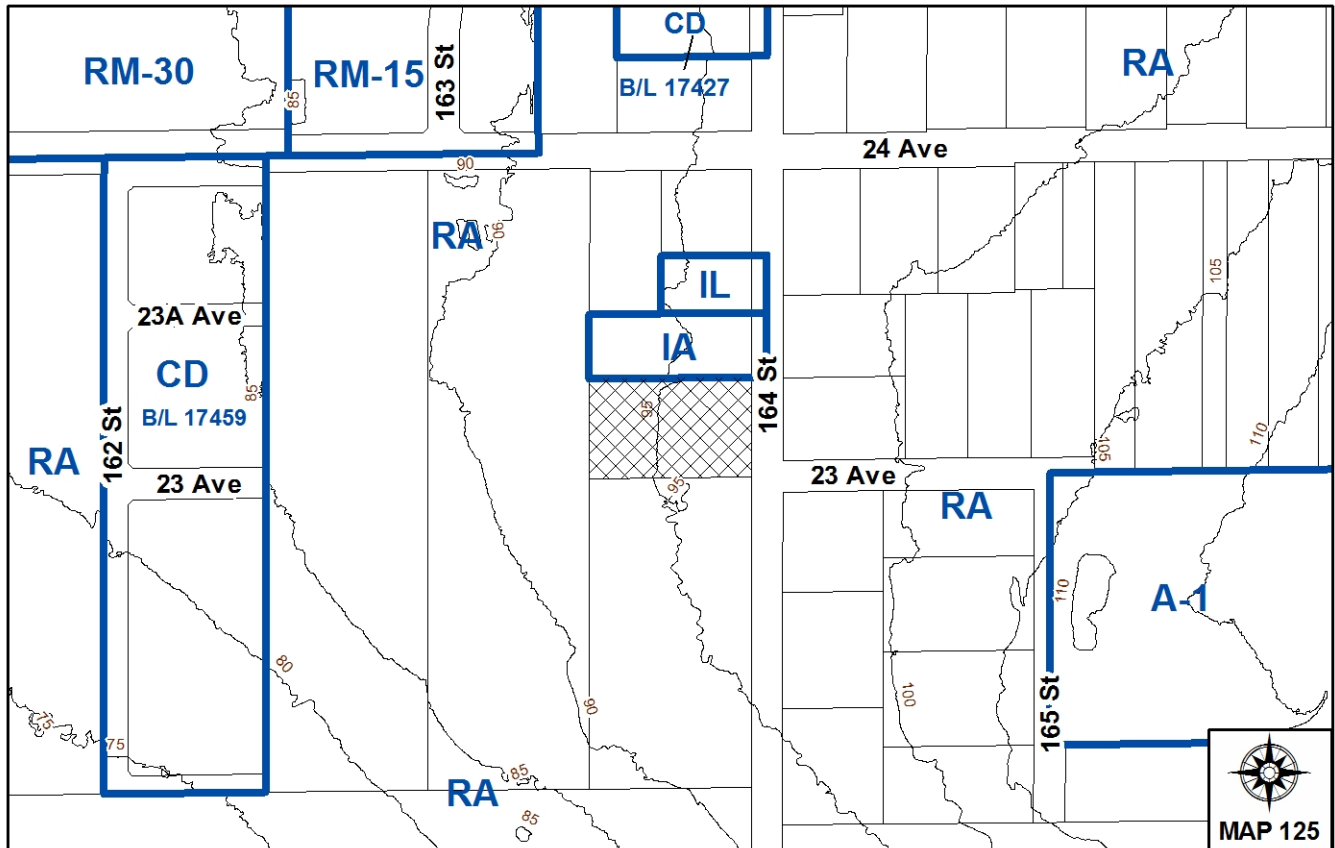 CD
RM-30
RM-15
163 St
RA
B/L 17427
85
24 Ave
90
RA
90
IL
105
23A Ave
IA
CD
85
B/L 17459
162 St
164 St
95
110
105
RA
23 Ave
23 Ave
95
RA
110
A-1
80
100
90
165 St
75
75
85
RA
85
MAP 125